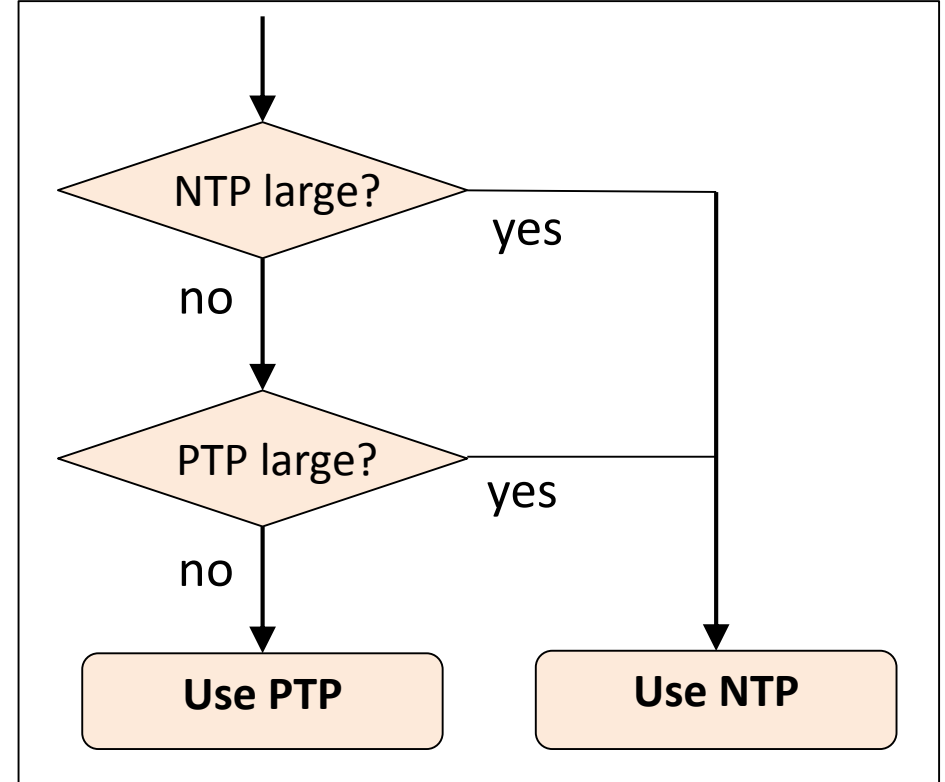 NTP large?
yes
no
PTP large?
yes
no
Use PTP
Use NTP